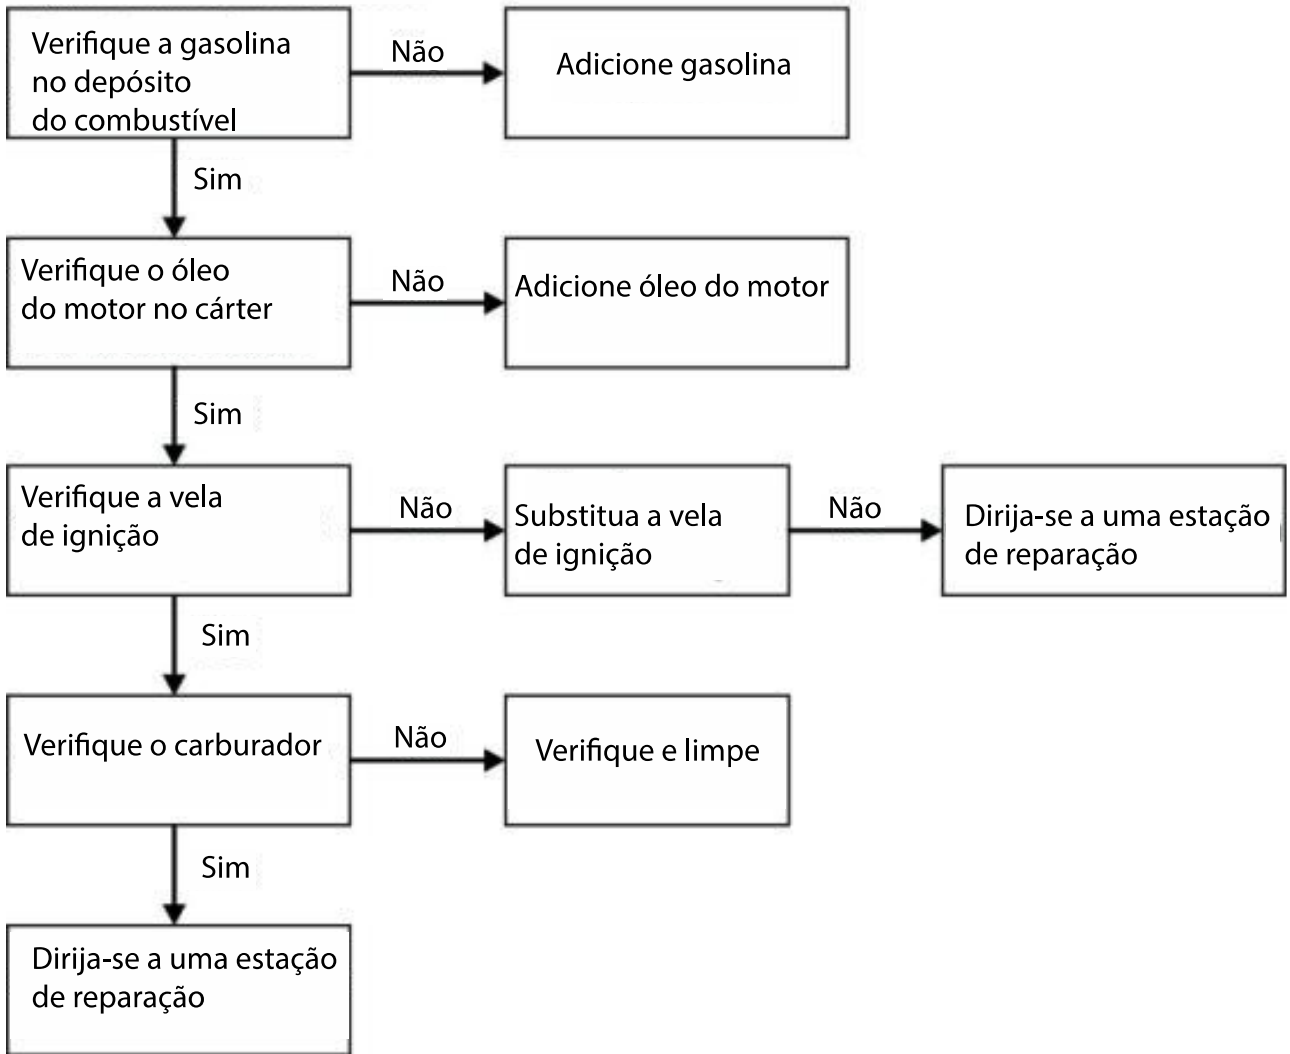 Verifique a gasolina
no depósito
do combustível
Não
Adicione gasolina
Sim
Verifique o óleo
do motor no cárter
Não
Adicione óleo do motor
Sim
Verifique a vela
de ignição
Não
Substitua a vela
de ignição
Não
Dirija-se a uma estação
de reparação
Sim
Verifique o carburador
Não
Verifique e limpe
Sim
Dirija-se a uma estação
de reparação